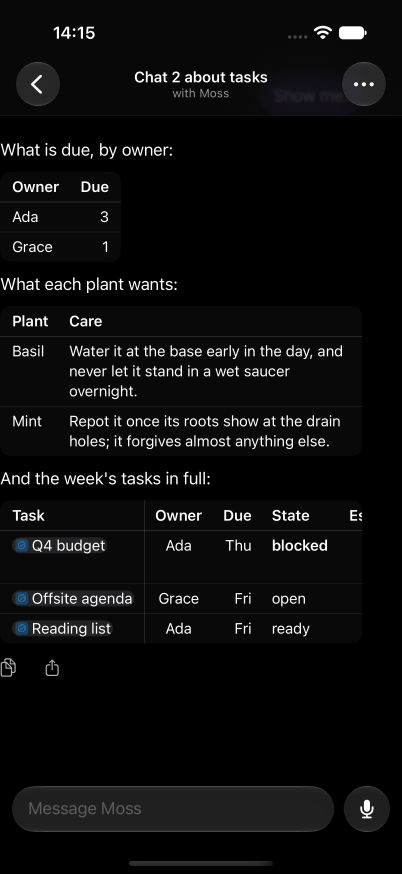 14:15
Chat 2 about tasks
with Moss
Show me
What is due, by owner:
Owner Due
Ada 3
Grace 1
What each plant wants:
Plant Care
Basil Water it at the base early in the day, and
never let it stand in a wet saucer
overnight.
Mint Repot it once its roots show at the drain
holes; it forgives almost anything else.
And the week's tasks in full:
Task Owner Due State Es
Q4 budget Ada Thu blocked
Offsite agenda Grace Fri open
Reading list Ada Fri ready
Message Moss